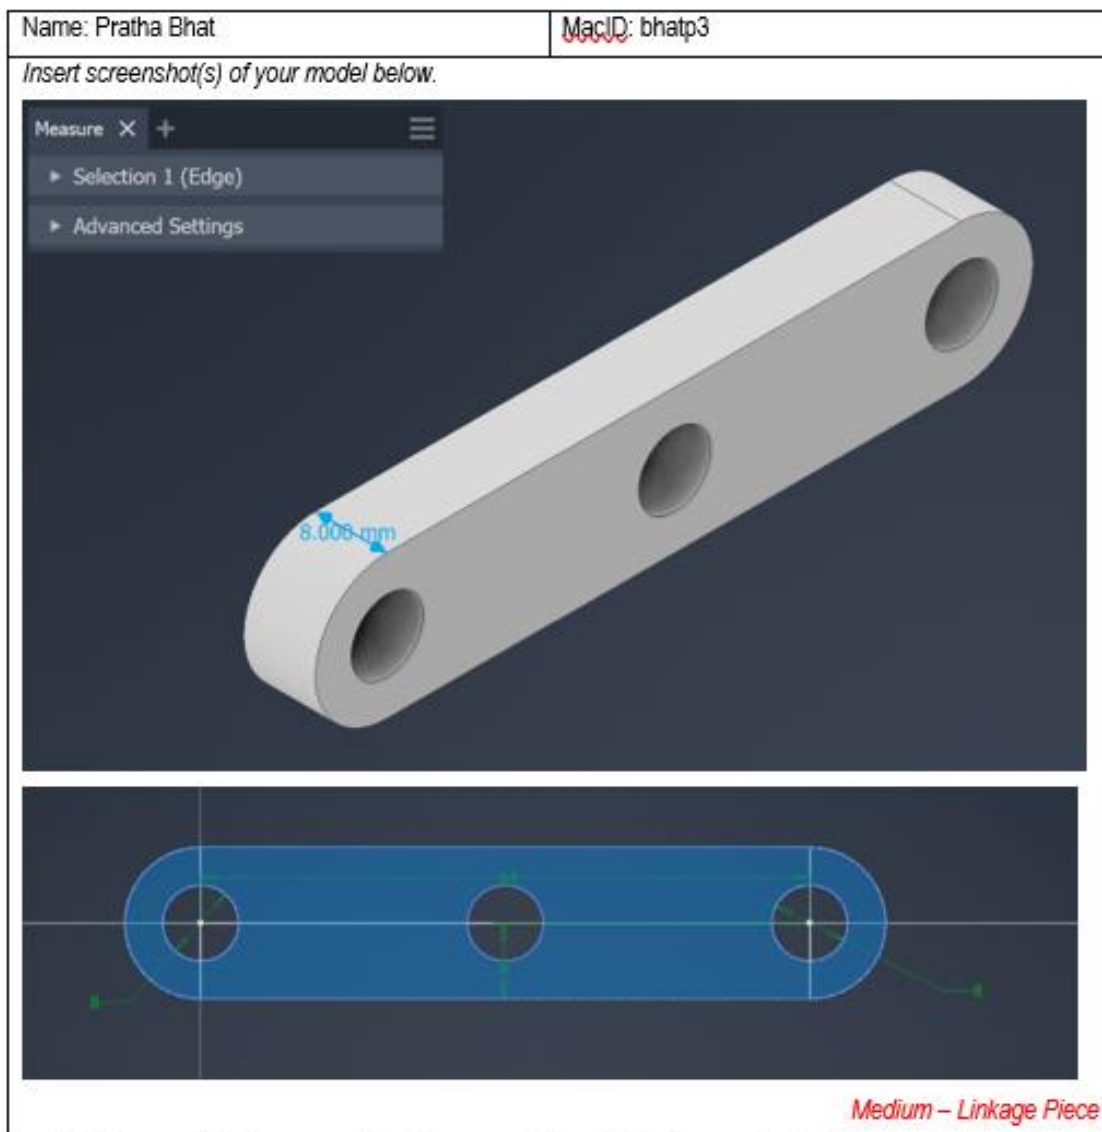 Name: Pratha Bhat
MacID: bhatp3
Insert screenshot(s) of your model below.
Measure X +
Selection 1 (Edge)
Advanced Settings
8.000 mm
Medium – Linkage Piece